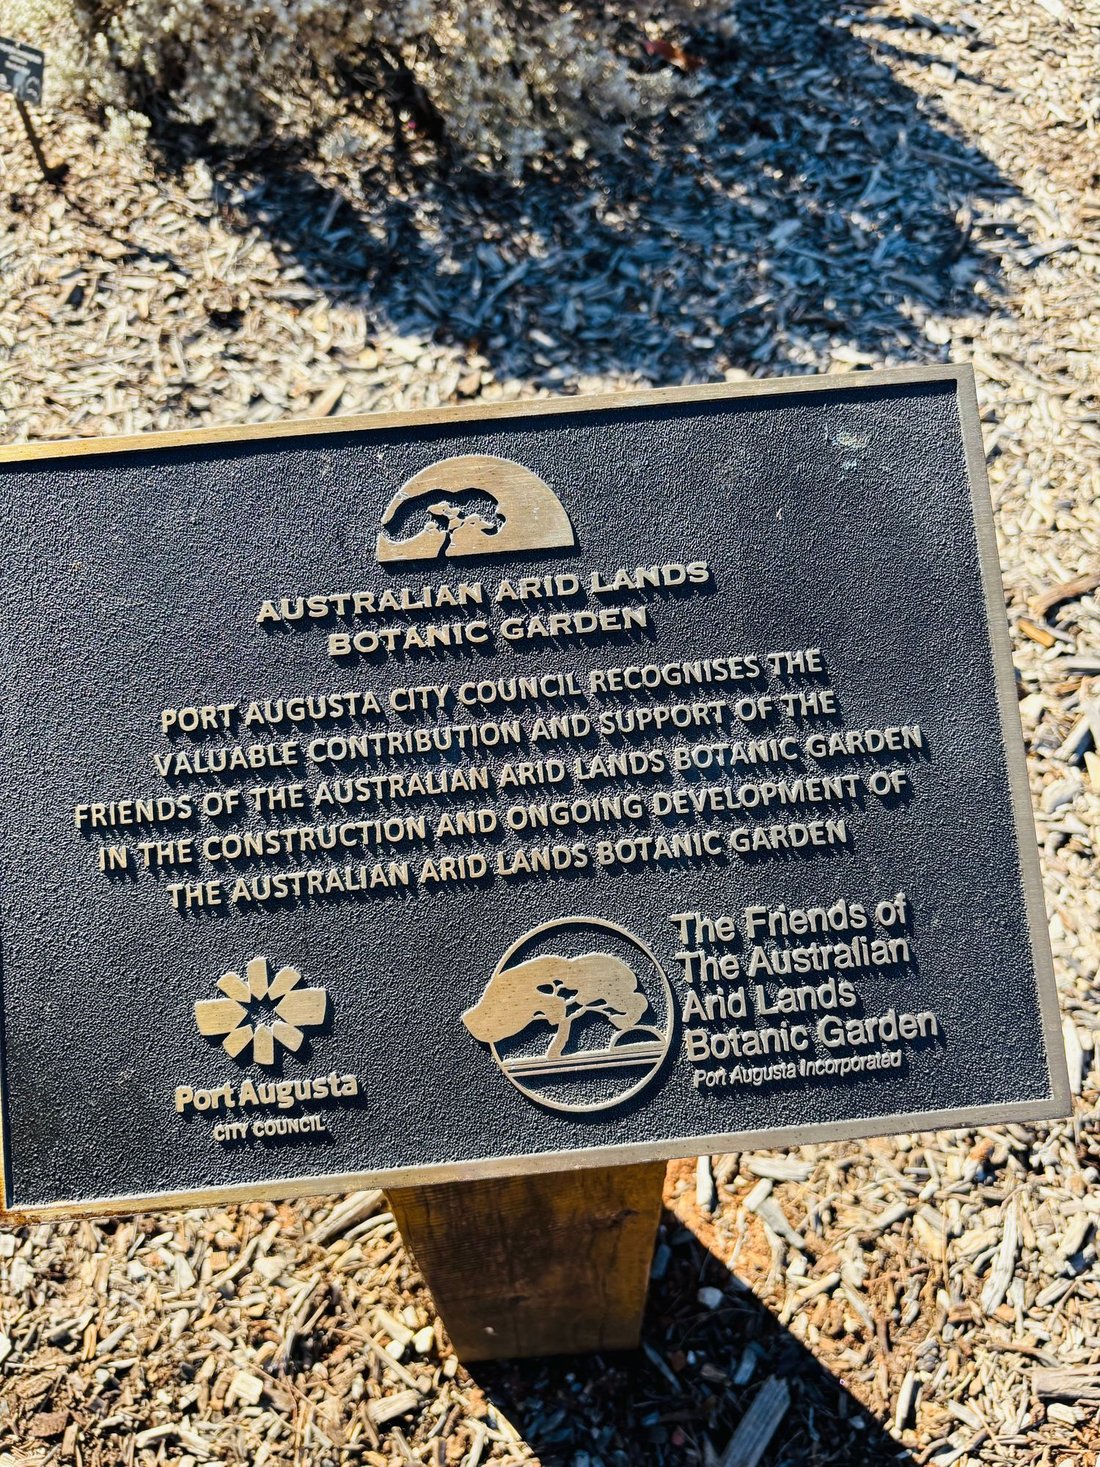 AUSTRALIAN ARID LANDS
BOTANIC GARDEN
PORT AUGUSTA CITY COUNCIL RECOGNISES THE
VALUABLE CONTRIBUTION AND SUPPORT OF THE
FRIENDS OF THE AUSTRALIAN ARID LANDS BOTANIC GARDEN
IN THE CONSTRUCTION AND ONGOING DEVELOPMENT OF
THE AUSTRALIAN ARID LANDS BOTANIC GARDEN
Port Augusta
CITY COUNCIL
The Friends of
The Australian
Arid Lands
Botanic Garden
Port Augusta Incorporated